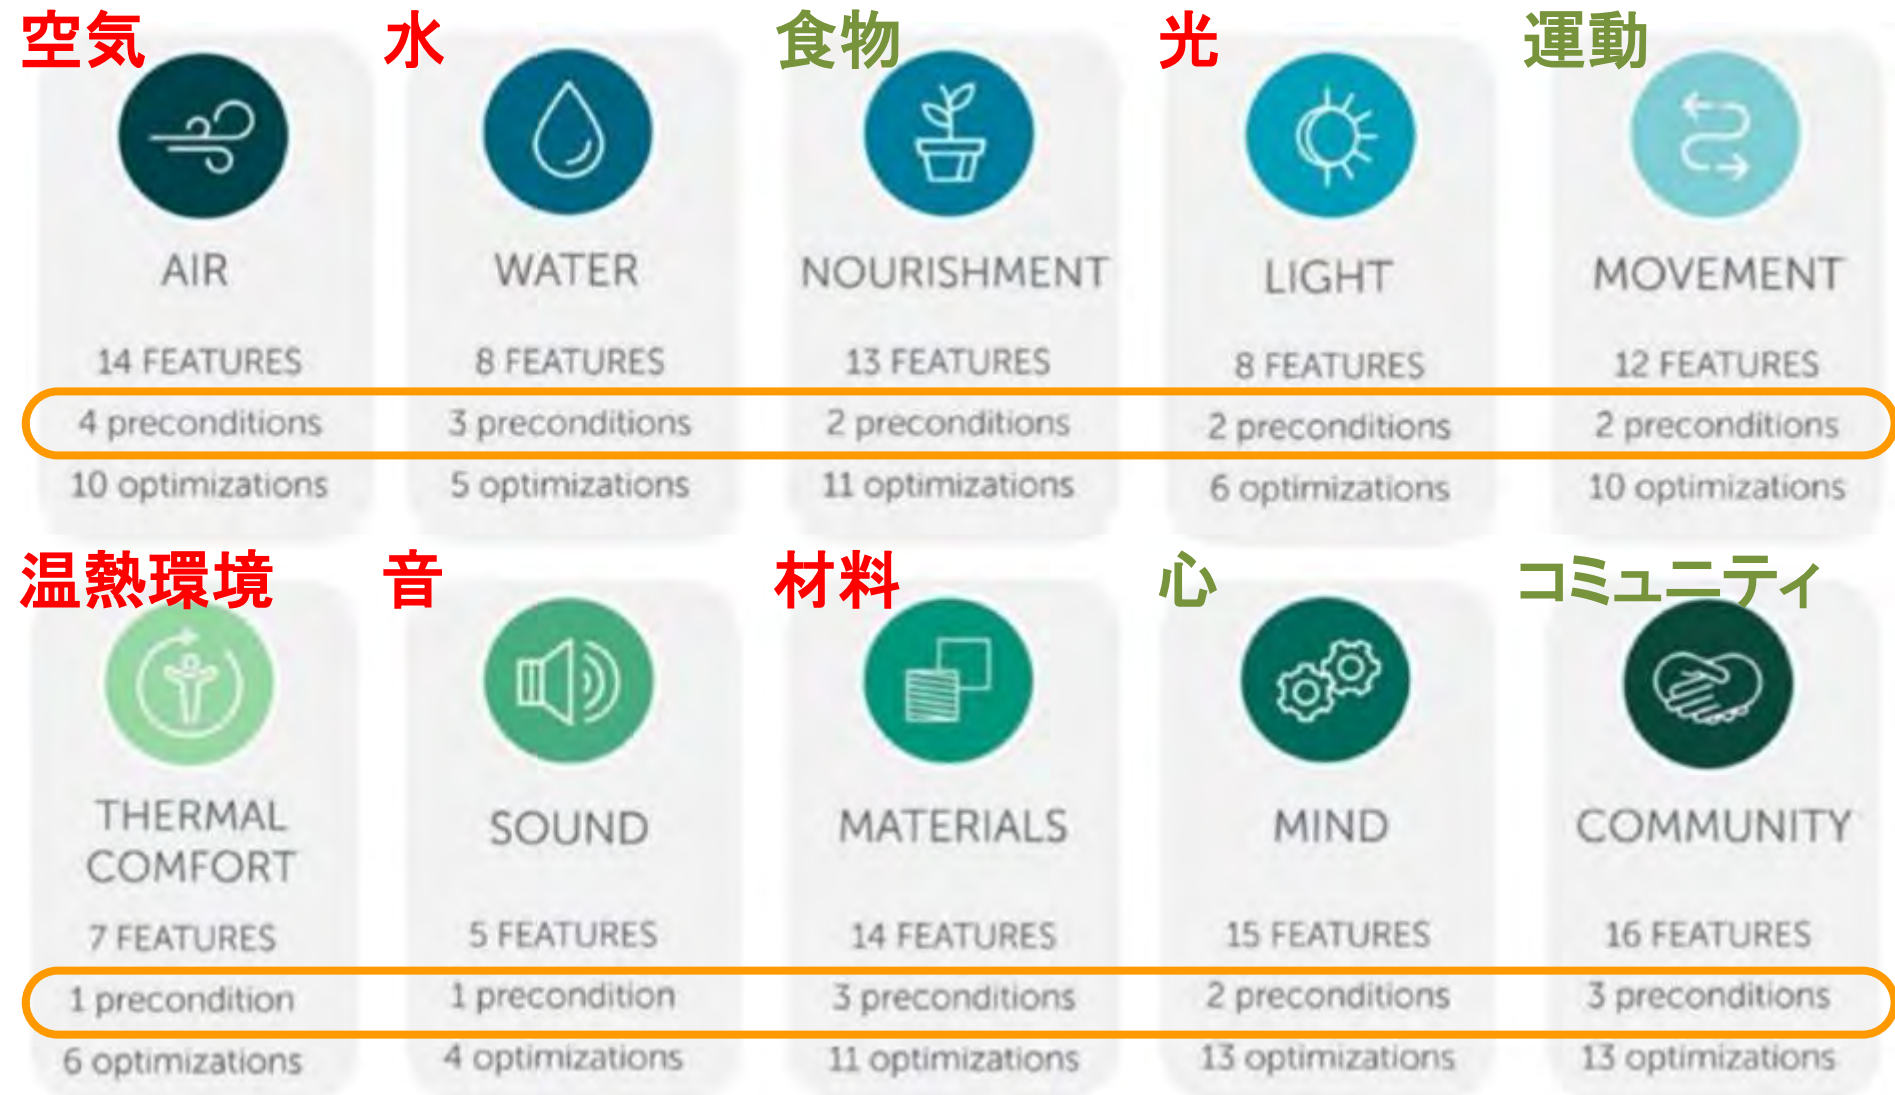 空気
AIR
14 FEATURES
4 preconditions
10 optimizations
水
WATER
8 FEATURES
3 preconditions
5 optimizations
食物
NOURISHMENT
13 FEATURES
2 preconditions
11 optimizations
光
LIGHT
8 FEATURES
2 preconditions
6 optimizations
運動
MOVEMENT
12 FEATURES
2 preconditions
10 optimizations
温熱環境
THERMAL
COMFORT
7 FEATURES
1 precondition
6 optimizations
音
SOUND
5 FEATURES
1 precondition
4 optimizations
材料
MATERIALS
14 FEATURES
3 preconditions
11 optimizations
心
MIND
15 FEATURES
2 preconditions
13 optimizations
コミュニティ
COMMUNITY
16 FEATURES
3 preconditions
13 optimizations